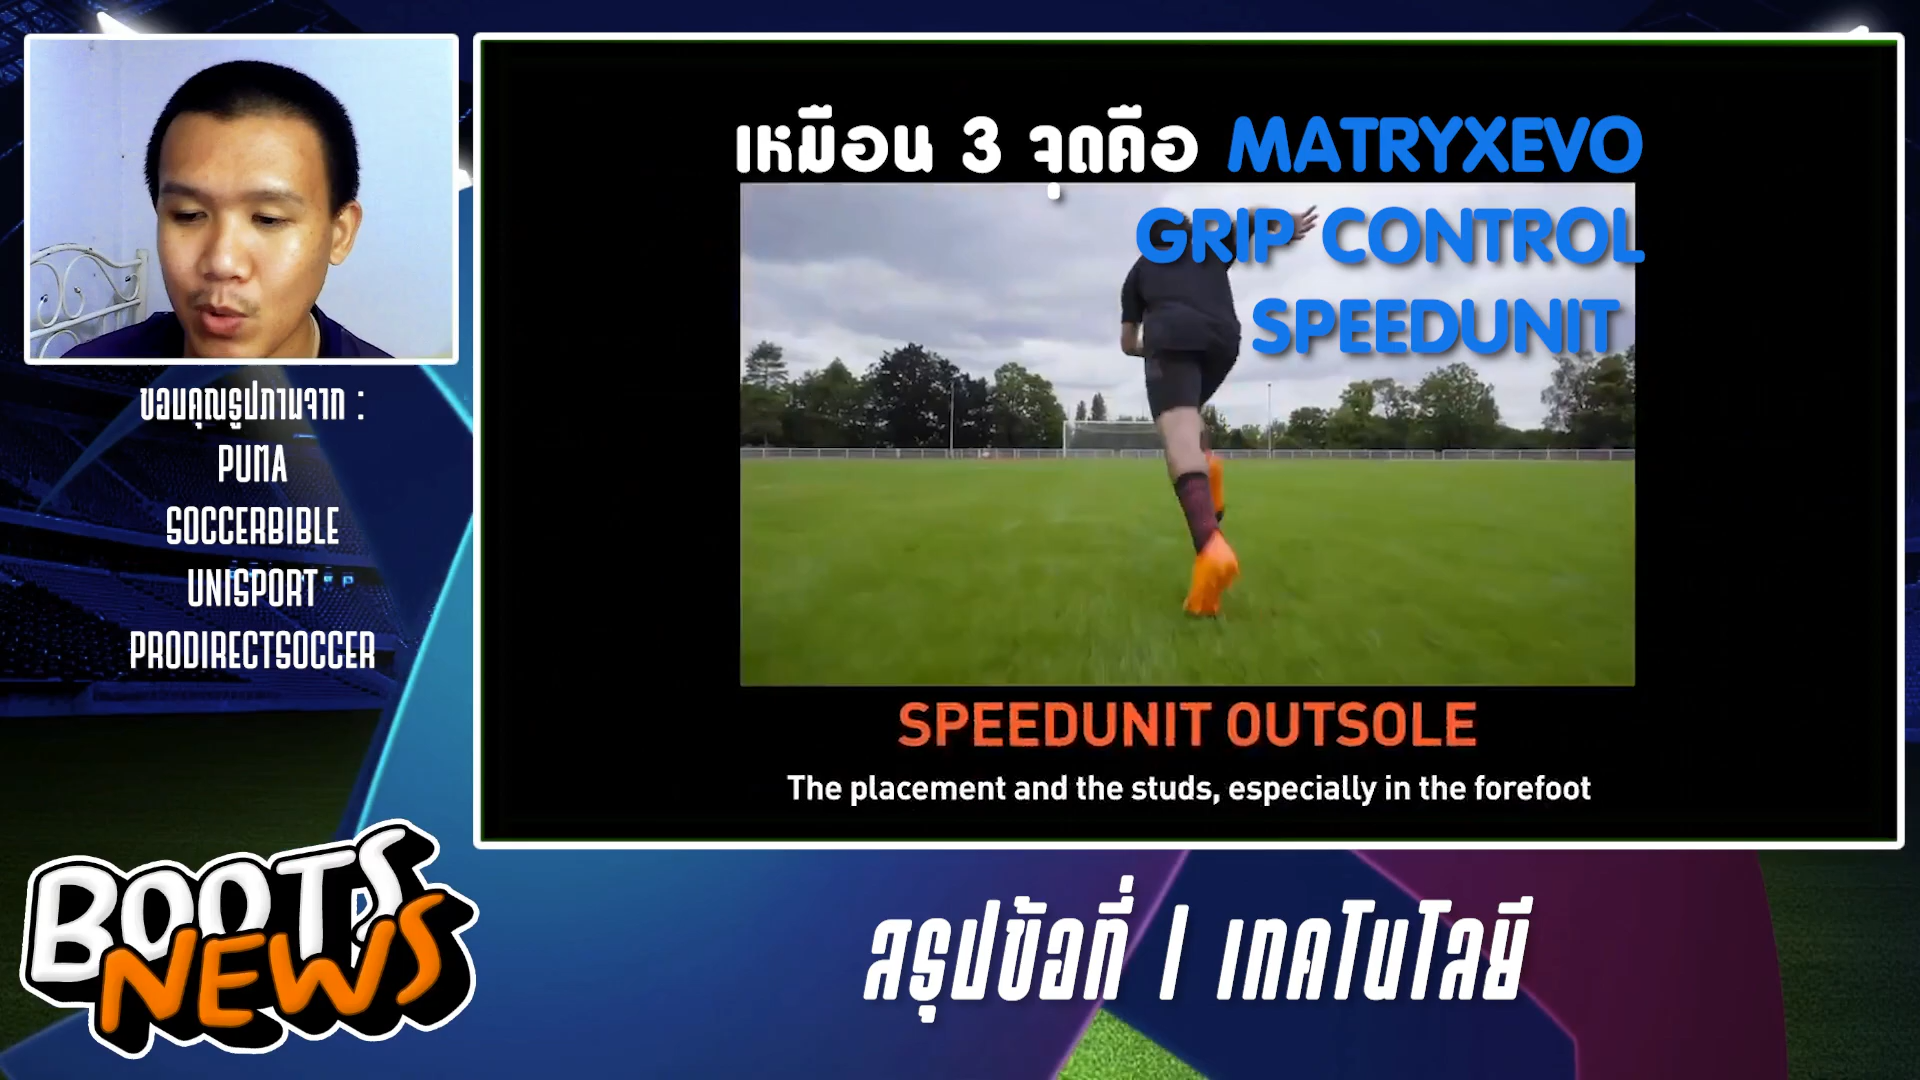 เหมือน 3 จุดคือ MATRYXEVO
GRIP CONTROL
SPEEDUNIT
ขอบคุณรูปภาพจาก :
PUMA
SOCCERBIBLE
UNISPORT
PRODIRECTSOCCER
SPEEDUNIT OUTSOLE
The placement and the studs, especially in the forefoot
BOOTS
NEWS
สรุปข้อที่ 1 เทคโนโลยี